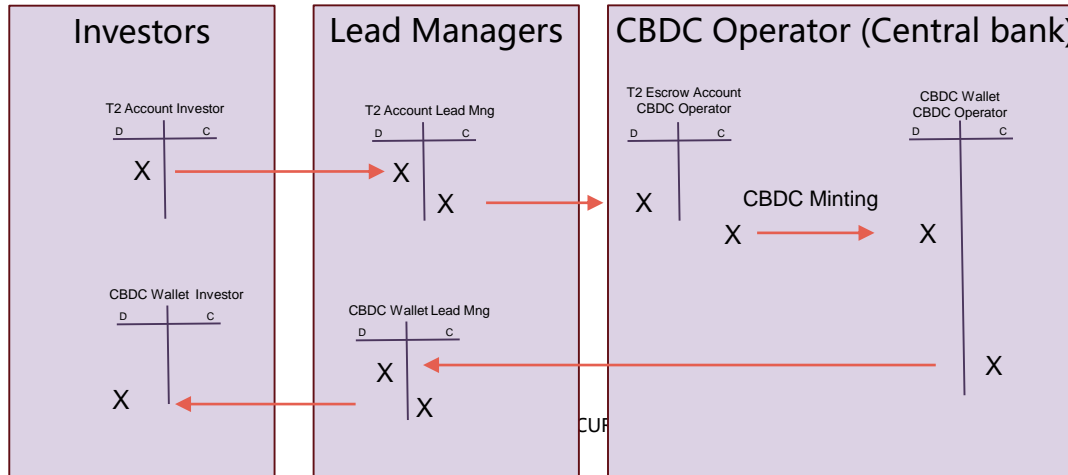 Investors
T2 Account Investor
D C
X
CBDC Wallet Investor
D C
X
Lead Managers
T2 Account Lead Mng
D C
X
X
CBDC Wallet Lead Mng
D C
X
X
CBDC Operator (Central bank)
T2 Escrow Account
CBDC Operator
D C
X
X
CBDC Minting
CBDC Wallet
CBDC Operator
D C
X
X